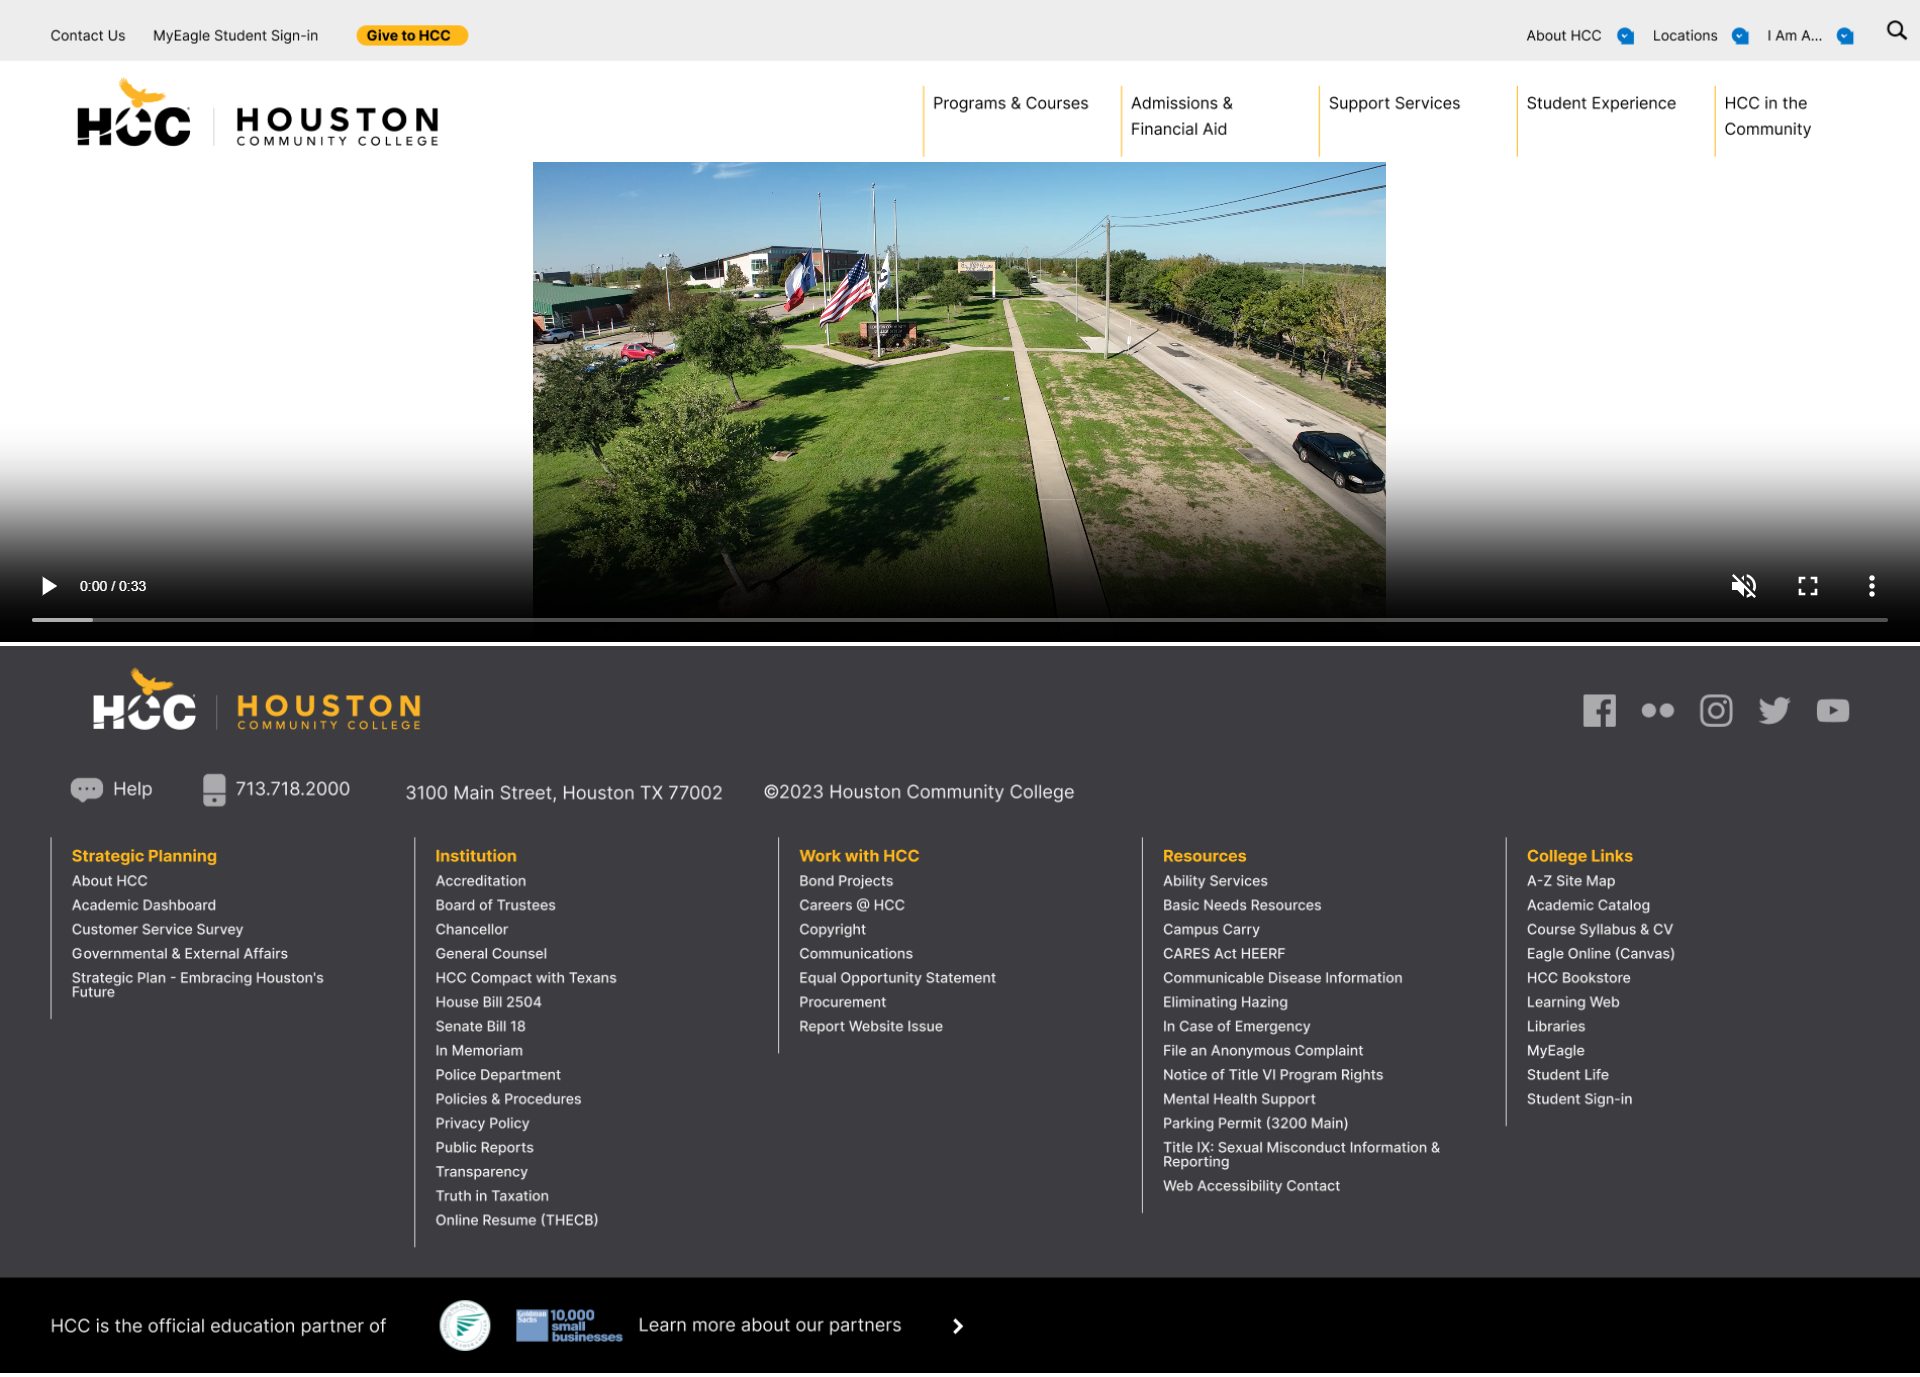 Contact Us
MyEagle Student Sign-in
Give to HCC
About HCC
Locations
I Am A...
HCC
HOUSTON
COMMUNITY COLLEGE
Programs & Courses
Admissions &
Financial Aid
Support Services
Student Experience
HCC in the
Community
0:00 / 0:33
HCC
HOUSTON
COMMUNITY COLLEGE
Help
713.718.2000
3100 Main Street, Houston TX 77002
©2023 Houston Community College
Strategic Planning
About HCC
Academic Dashboard
Customer Service Survey
Governmental & External Affairs
Strategic Plan - Embracing Houston's
Future
Institution
Accreditation
Board of Trustees
Chancellor
General Counsel
HCC Compact with Texans
House Bill 2504
Senate Bill 18
In Memoriam
Police Department
Policies & Procedures
Privacy Policy
Public Reports
Transparency
Truth in Taxation
Online Resume (THECB)
Work with HCC
Bond Projects
Careers @ HCC
Copyright
Communications
Equal Opportunity Statement
Procurement
Report Website Issue
Resources
Ability Services
Basic Needs Resources
Campus Carry
CARES Act HEERF
Communicable Disease Information
Eliminating Hazing
In Case of Emergency
File an Anonymous Complaint
Notice of Title VI Program Rights
Mental Health Support
Parking Permit (3200 Main)
Title IX: Sexual Misconduct Information &
Reporting
Web Accessibility Contact
College Links
A-Z Site Map
Academic Catalog
Course Syllabus & CV
Eagle Online (Canvas)
HCC Bookstore
Learning Web
Libraries
MyEagle
Student Life
Student Sign-in
HCC is the official education partner of
Goldman
Sachs
10,000
small
businesses
Learn more about our partners